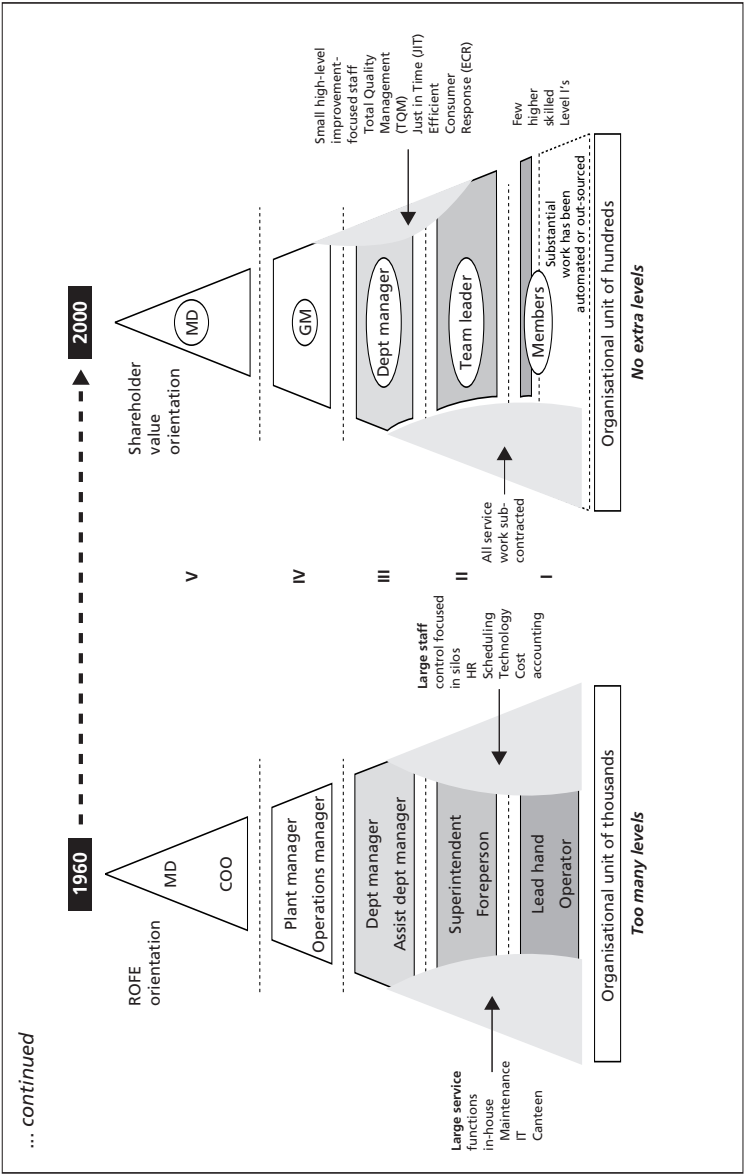 ... continued
1960
2000
ROFE
orientation
MD
COO
Plant manager
Operations manager
Dept manager
Assist dept manager
Superintendent
Foreperson
Lead hand
Operator
Large service
functions
in-house
Maintenance
IT
Canteen
Large staff
control focused
in silos
HR
Scheduling
Technology
Cost
accounting
Organisational unit of thousands
Too many levels
V
IV
III
II
I
Shareholder
value
orientation
MD
GM
Dept manager
Team leader
Members
Substantial
work has been
automated or out-sourced
All service
work sub-
contracted
Small high-level
improvement-
focused staff
Total Quality
Management
(TQM)
Just in Time (JIT)
Efficient
Consumer
Response (ECR)
Few
higher
skilled
Level I's
Organisational unit of hundreds
No extra levels